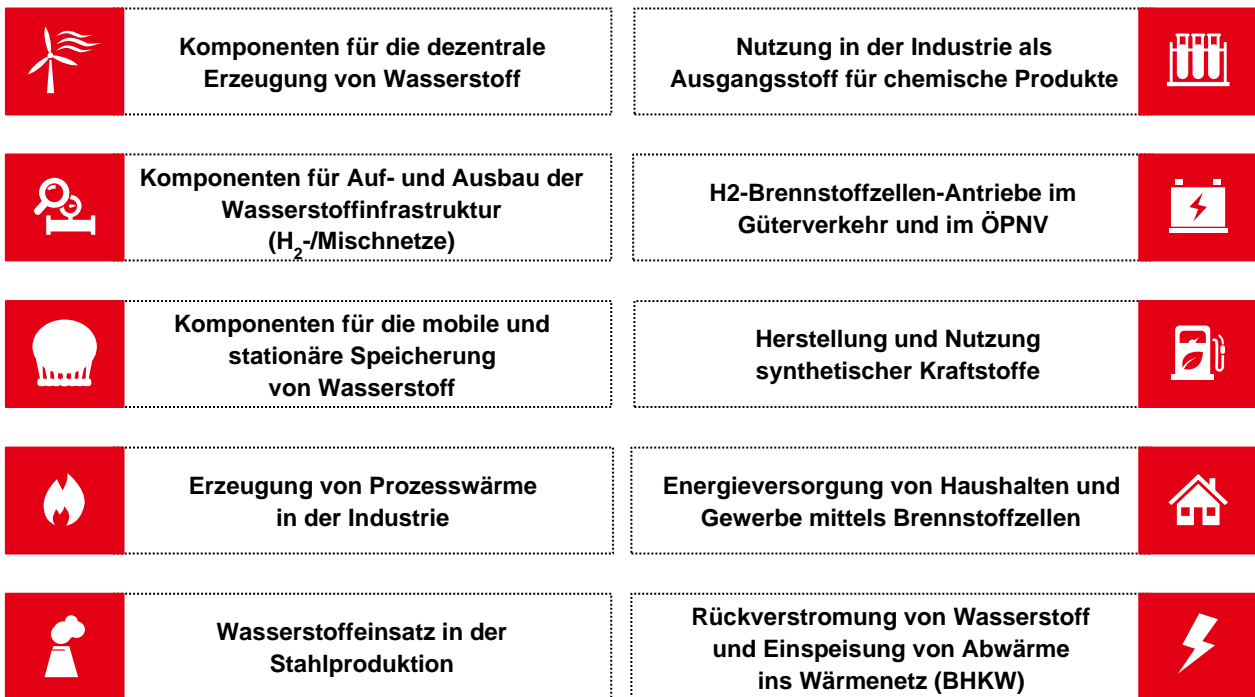 Komponenten für die dezentrale
Erzeugung von Wasserstoff
Nutzung in der Industrie als
Ausgangsstoff für chemische Produkte
Komponenten für Auf- und Ausbau der
Wasserstoffinfrastruktur
(H₂-/Mischnetze)
H2-Brennstoffzellen-Antriebe im
Güterverkehr und im ÖPNV
Komponenten für die mobile und
stationäre Speicherung
von Wasserstoff
Herstellung und Nutzung
synthetischer Kraftstoffe
Erzeugung von Prozesswärme
in der Industrie
Energieversorgung von Haushalten und
Gewerbe mittels Brennstoffzellen
Wasserstoffeinsatz in der
Stahlproduktion
Rückverstromung von Wasserstoff
und Einspeisung von Abwärme
ins Wärmenetz (BHKW)